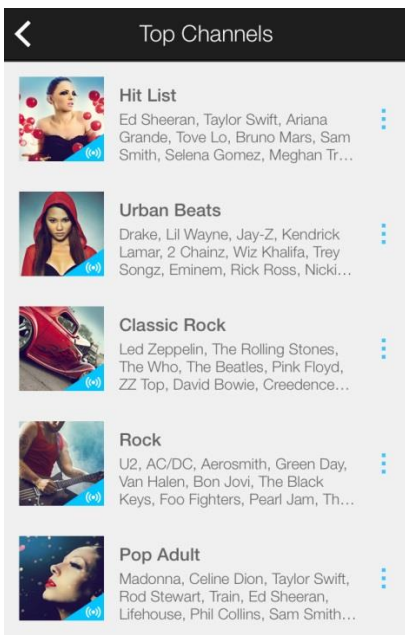 Top Channels
Hit List
Ed Sheeran, Taylor Swift, Ariana
Grande, Tove Lo, Bruno Mars, Sam
Smith, Selena Gomez, Meghan Tr...
Urban Beats
Drake, Lil Wayne, Jay-Z, Kendrick
Lamar, 2 Chainz, Wiz Khalifa, Trey
Songz, Eminem, Rick Ross, Nicki...
Classic Rock
Led Zeppelin, The Rolling Stones,
The Who, The Beatles, Pink Floyd,
ZZ Top, David Bowie, Creedence...
Rock
U2, AC/DC, Aerosmith, Green Day,
Van Halen, Bon Jovi, The Black
Keys, Foo Fighters, Pearl Jam, Th...
Pop Adult
Madonna, Celine Dion, Taylor Swift,
Rod Stewart, Train, Ed Sheeran,
Lifehouse, Phil Collins, Sam Smith...